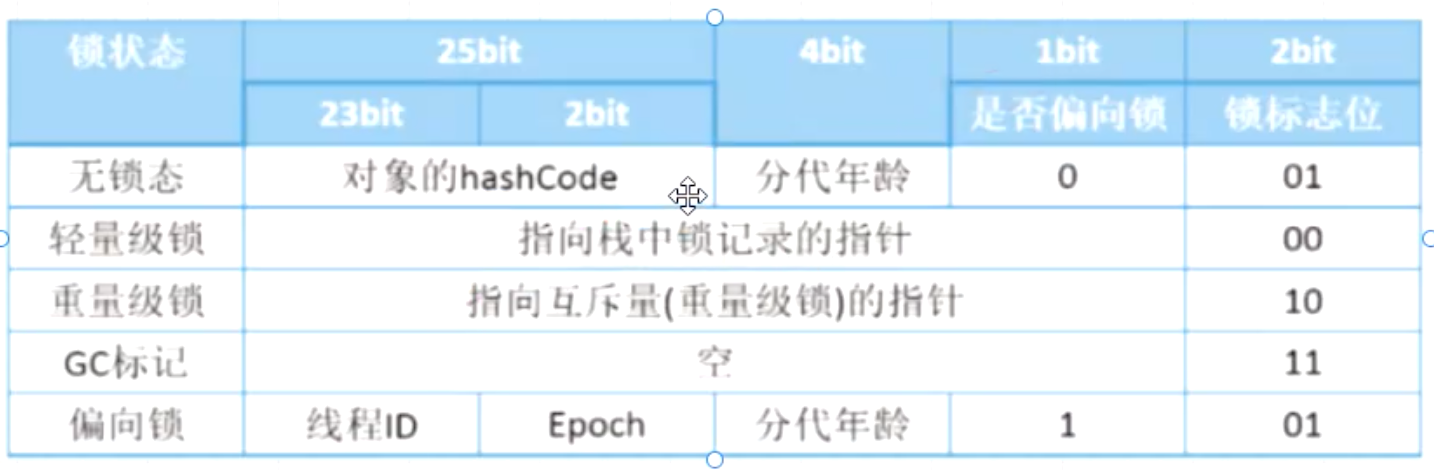 锁状态 25bit 4bit 1bit 2bit
23bit 2bit 是否偏向锁 锁标志位
无锁态 对象的hashCode 分代年龄 0 01
轻量级锁 指向栈中锁记录的指针 00
重量级锁 指向互斥量(重量级锁)的指针 10
GC标记 空 11
偏向锁 线程ID Epoch 分代年龄 1 01